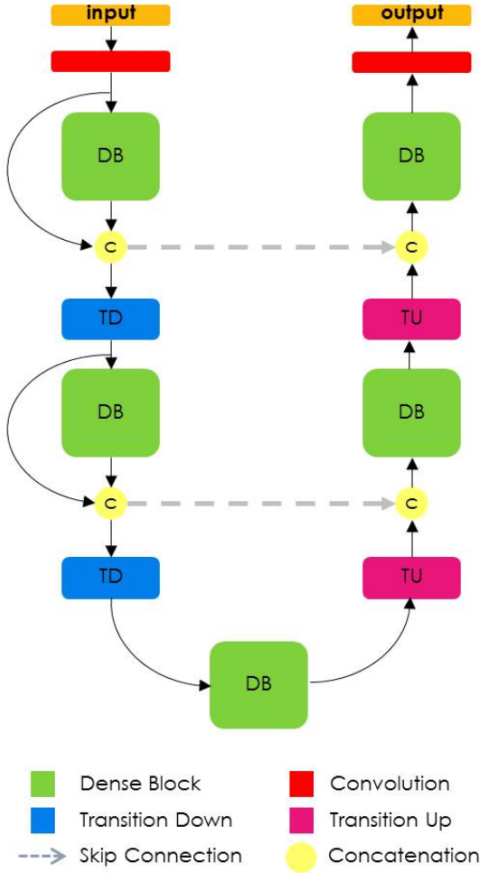 input
output
DB
DB
C
C
TD
TU
DB
DB
C
C
TD
TU
DB
Dense Block
Convolution
Transition Down
Transition Up
Skip Connection
Concatenation